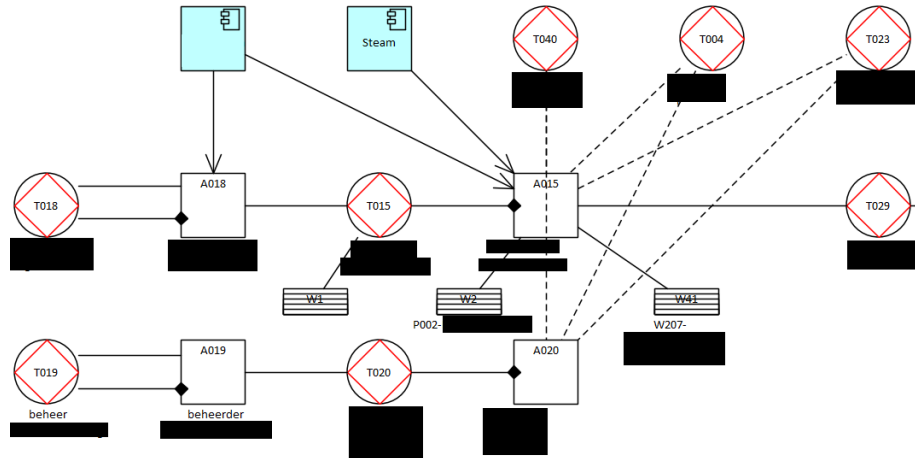 Steam
T040
T004
T023
T018
A018
T015
A015
T029
W1
W2
W41
P002-
W207-
T019
A019
T020
A020
beheer
beheerder